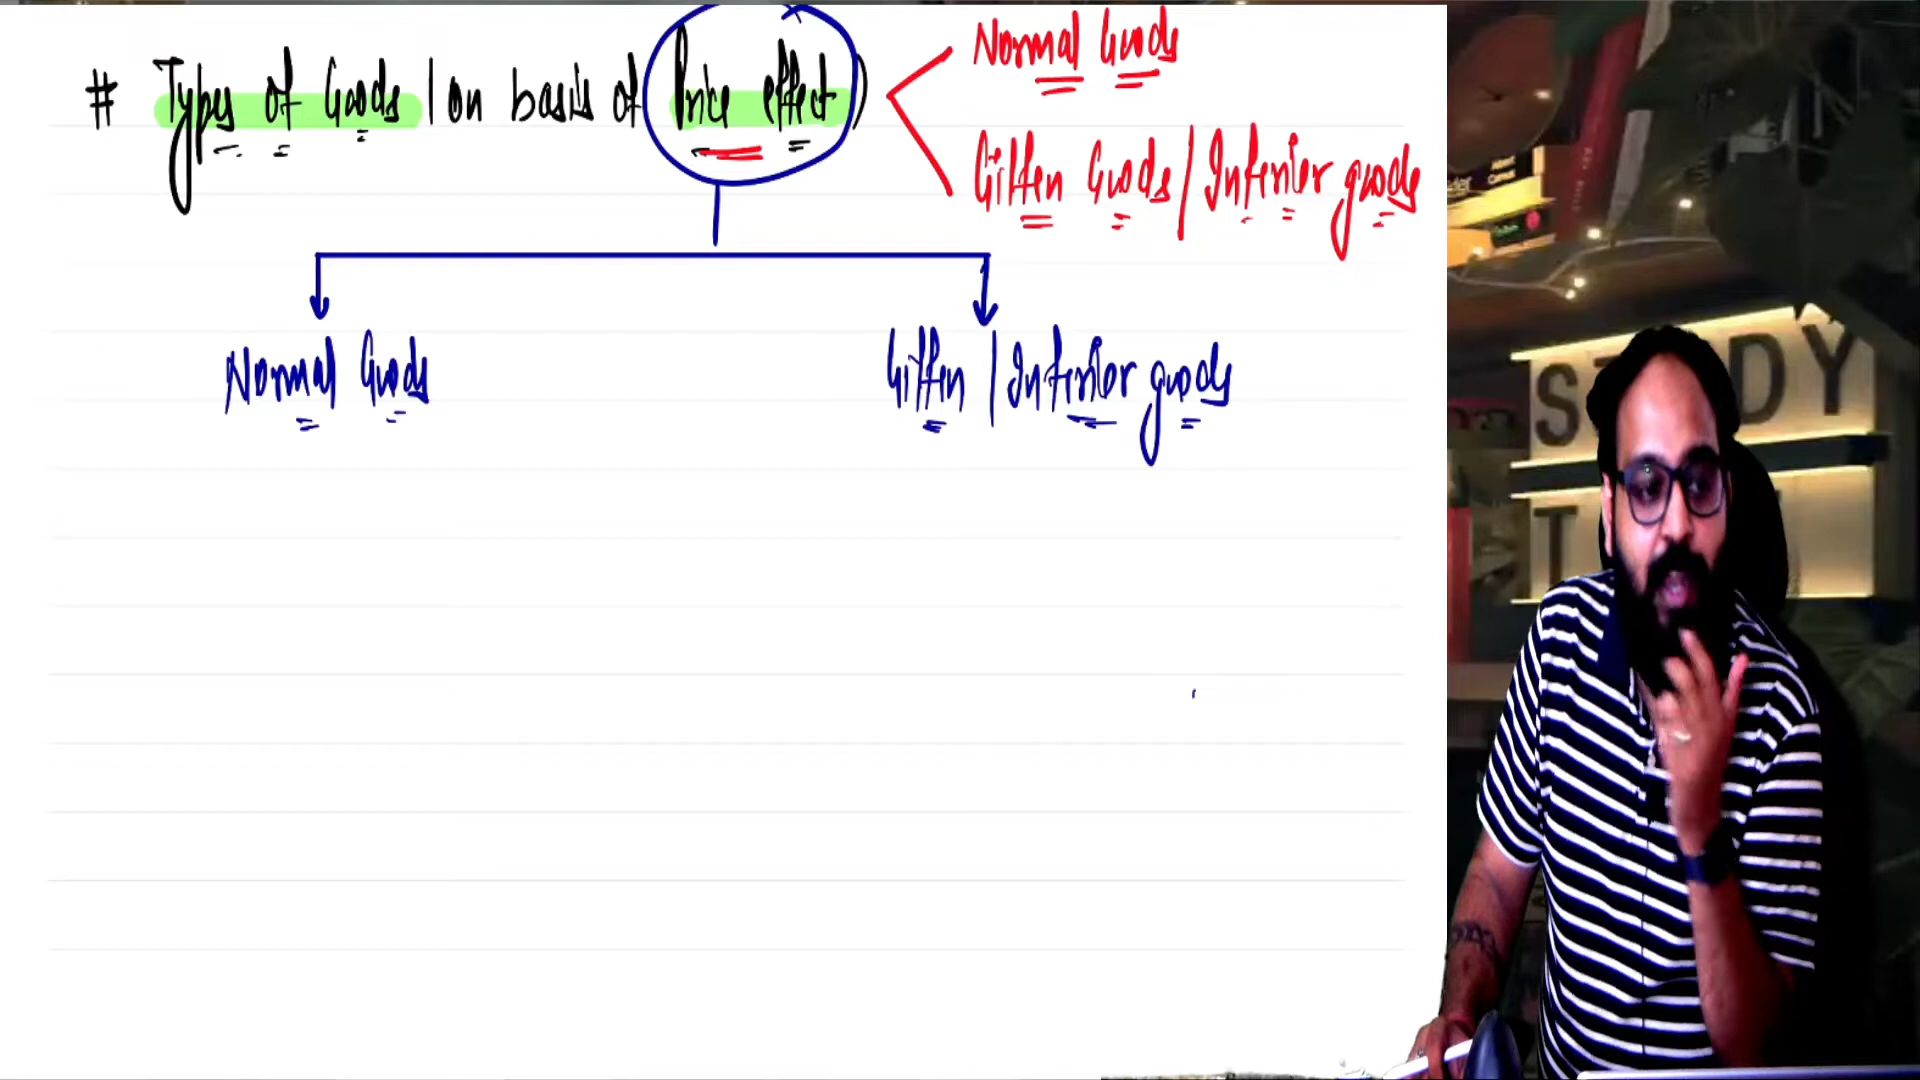 # Types of Goods (on basis of Price effect)
Normal Goods
Giffen Goods / Inferior goods
Normal Goods
Giffen / Inferior goods
STUDY